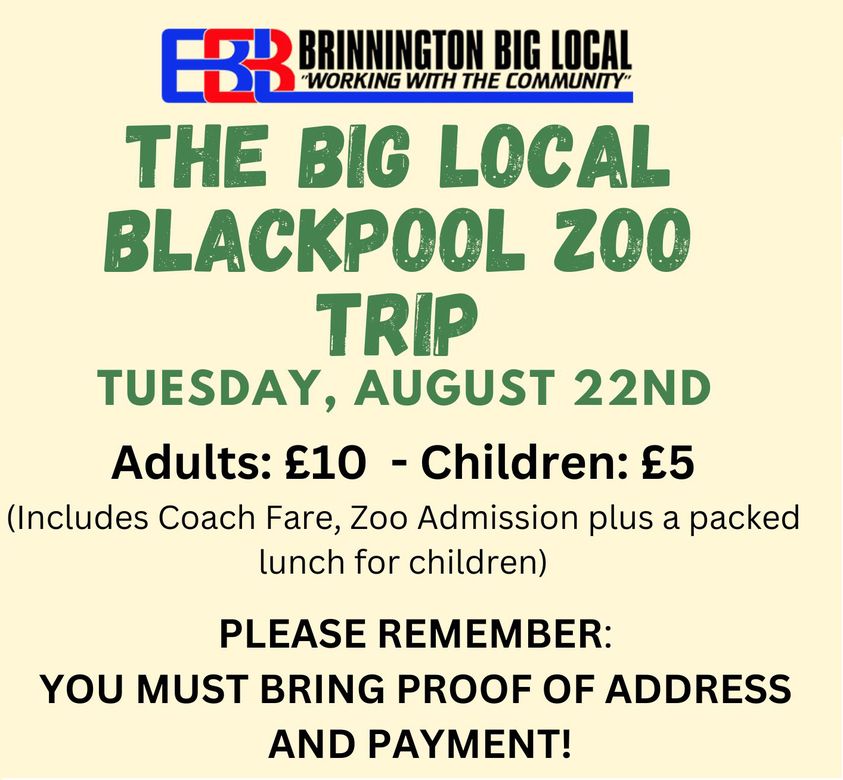 BRINNINGTON BIG LOCAL
"WORKING WITH THE COMMUNITY"
THE BIG LOCAL
BLACKPOOL ZOO
TRIP
TUESDAY, AUGUST 22ND
Adults: £10 - Children: £5
(Includes Coach Fare, Zoo Admission plus a packed
lunch for children)
PLEASE REMEMBER:
YOU MUST BRING PROOF OF ADDRESS
AND PAYMENT!